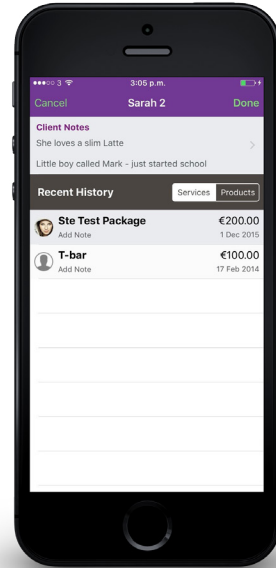 3 3:05 p.m.
Cancel Sarah 2 Done
Client Notes
She loves a slim Latte
Little boy called Mark - just started school
Recent History Services Products
Ste Test Package €200.00
Add Note 1 Dec 2015
T-bar €100.00
Add Note 17 Feb 2014